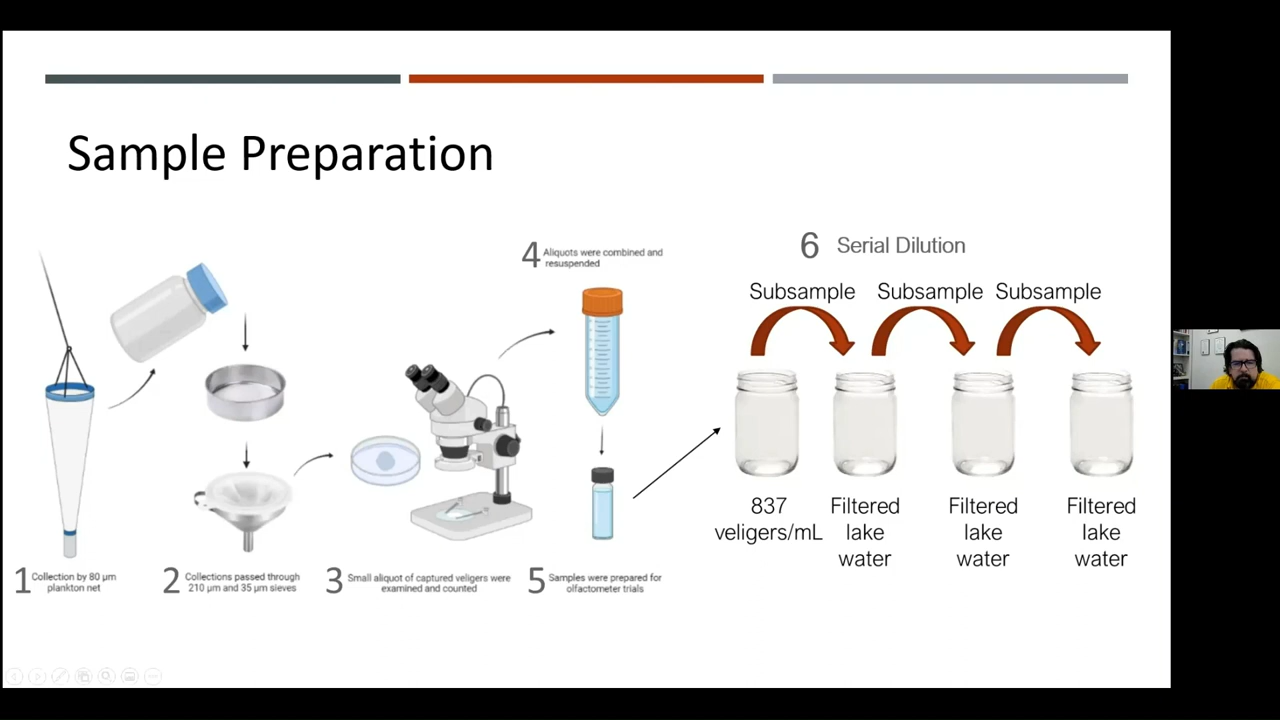 Sample Preparation
1 Collection by 80 µm
plankton net
2 Collections passed through
210 µm and 35 µm sieves
3 Small aliquot of captured veligers were
examined and counted
4 Aliquots were combined and
resuspended
5 Samples were prepared for
olfactometer trials
6 Serial Dilution
Subsample Subsample Subsample
837
veligers/mL
Filtered
lake
water
Filtered
lake
water
Filtered
lake
water